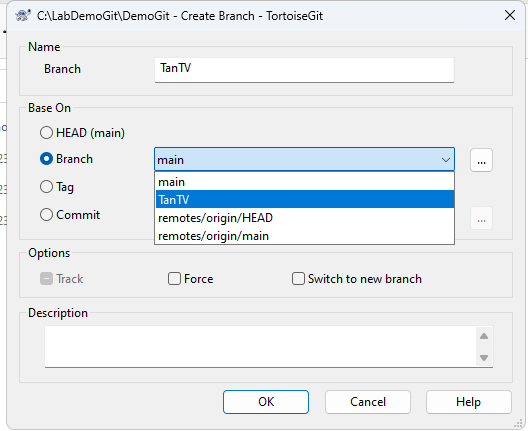 C:\LabDemoGit\DemoGit - Create Branch - TortoiseGit
Name
Branch
TanTV
Base On
HEAD (main)
Branch
main
...
main
Tag
TanTV
remotes/origin/HEAD
Commit
...
remotes/origin/main
Options
Track
Force
Switch to new branch
Description
OK
Cancel
Help